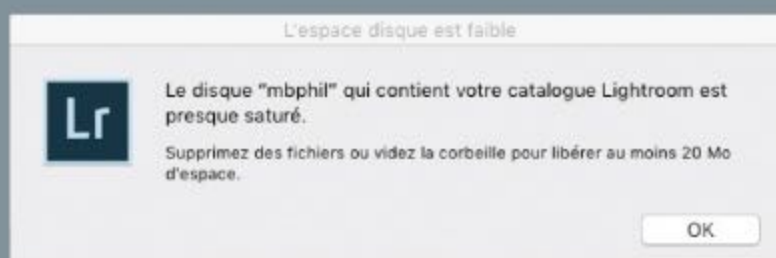 L'espace disque est faible
Lr
Le disque "mbphil" qui contient votre catalogue Lightroom est
presque saturé.
Supprimez des fichiers ou videz la corbeille pour libérer au moins 20 Mo
d'espace.
OK